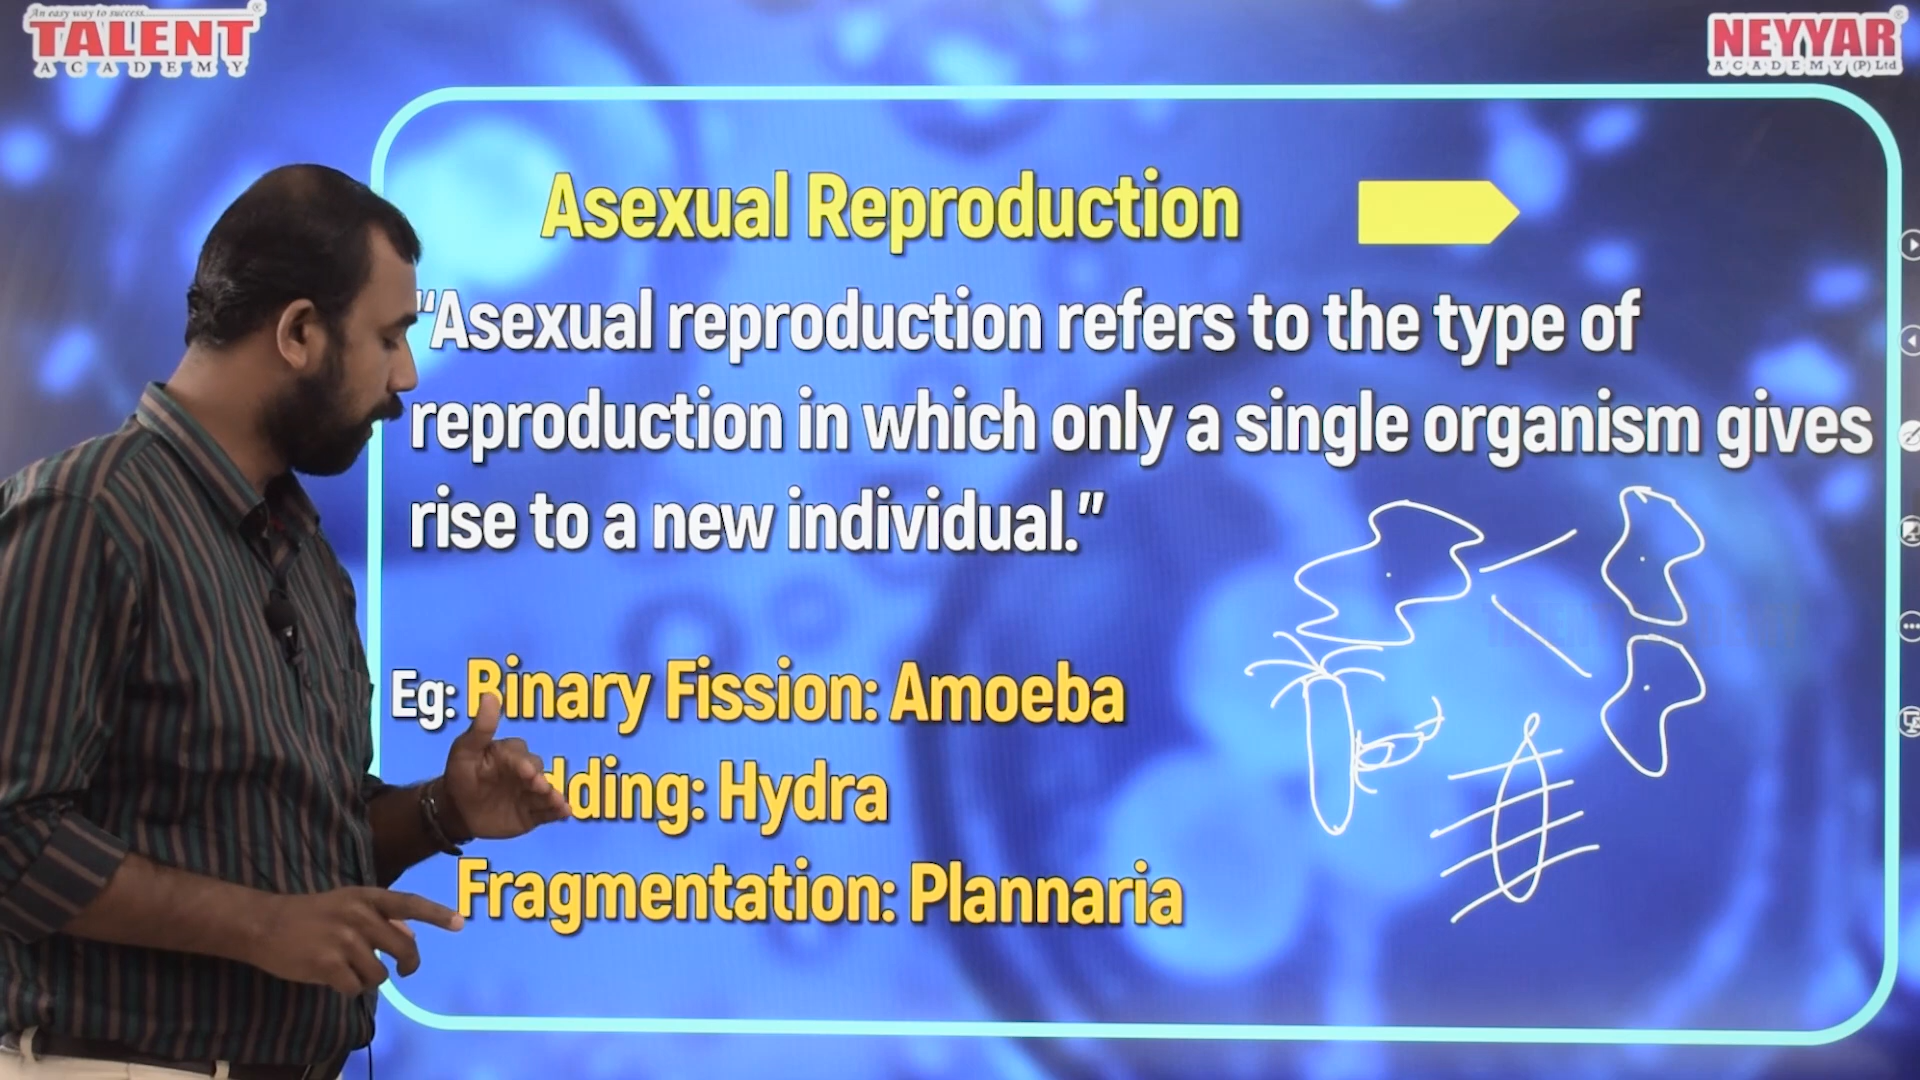 An easy way to success......
TALENT
ACADEMY
NEYYAR
ACADEMY (P) Ltd
Asexual Reproduction
“Asexual reproduction refers to the type of
reproduction in which only a single organism gives
rise to a new individual.”
Eg: Binary Fission: Amoeba
Hydra
Fragmentation: Plannaria